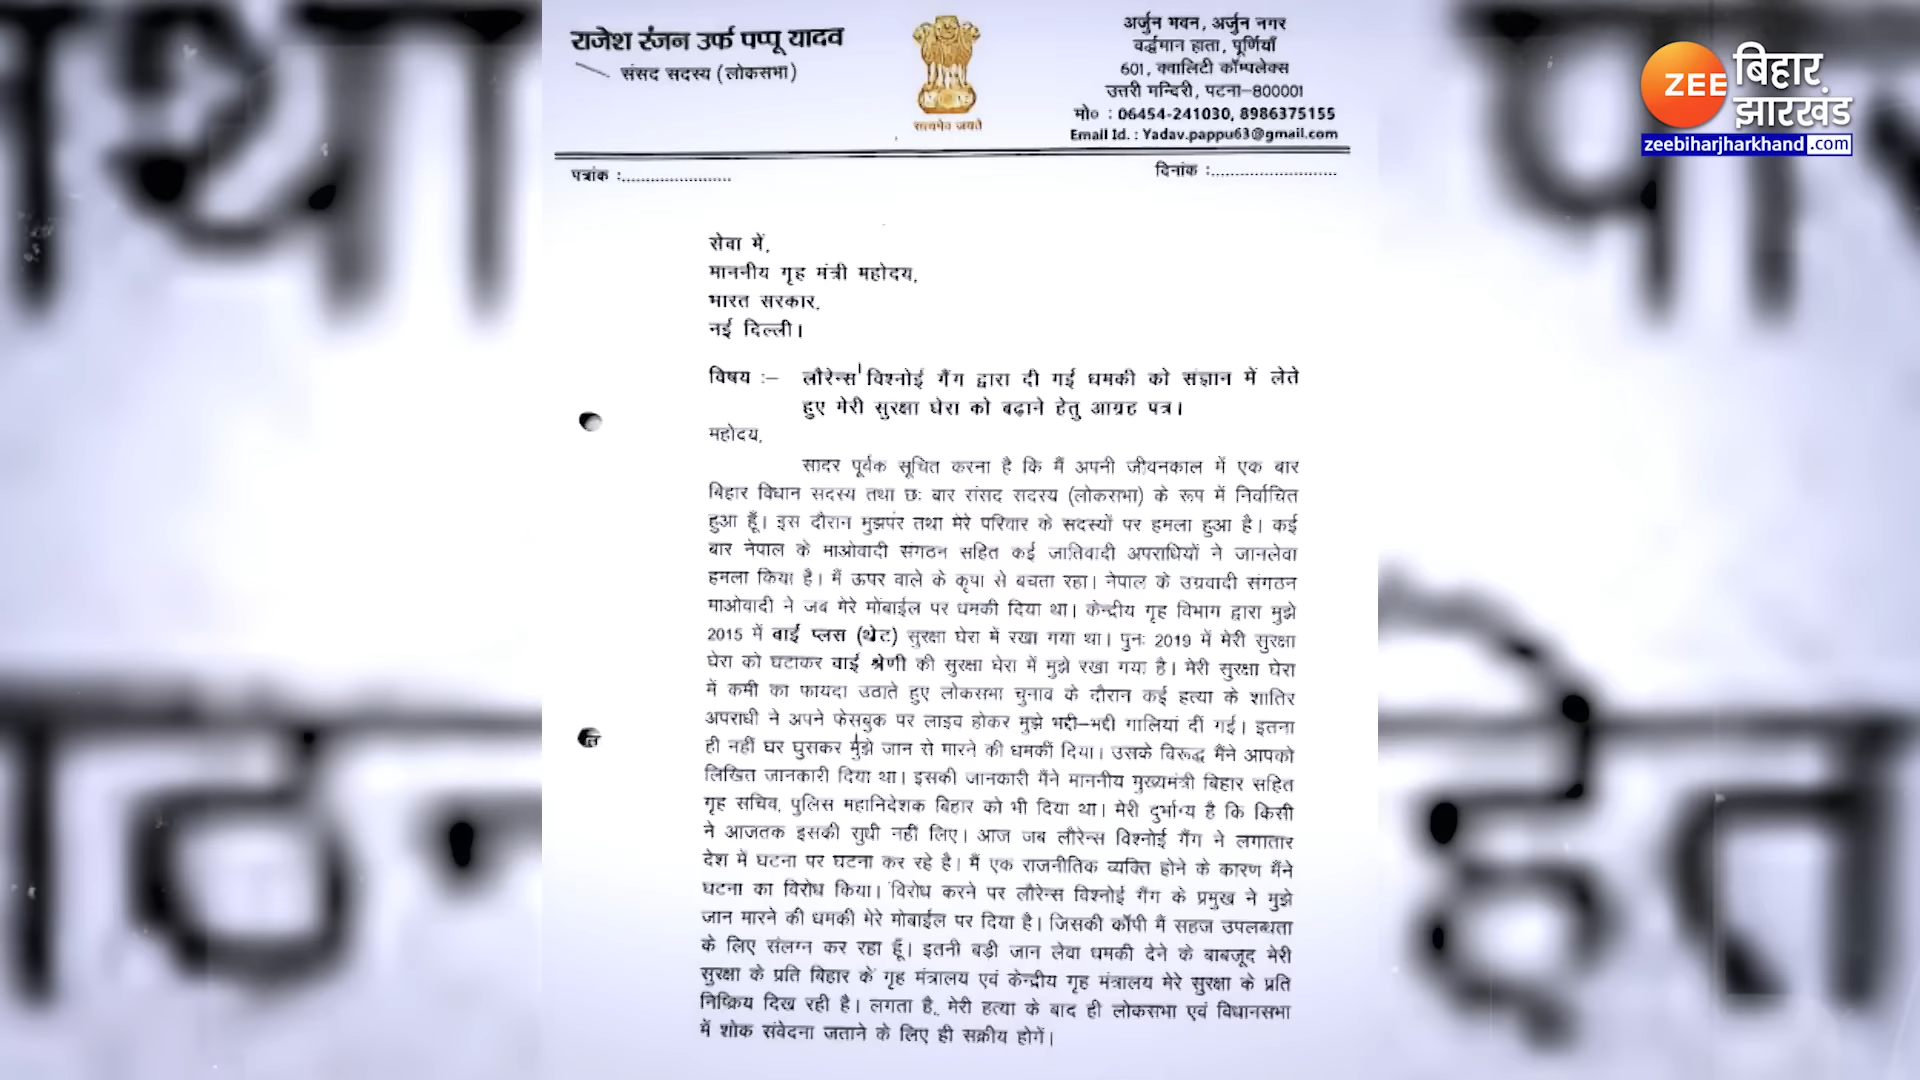 राजेश रंजन उर्फ पप्पू यादव
संसद सदस्य (लोकसभा)
सत्यमेव जयते
अर्जुन भवन, अर्जुन नगर
वर्द्धमान हाता, पूर्णियाँ
601, क्वालिटी कॉम्पलेक्स
उत्तरी मन्दिरी, पटना–800001
मो० : 06454-241030, 8986375155
Email Id. : Yadav.pappu63@gmail.com
ZEE बिहार
झारखंड
zeebiharjharkhand.com
पत्रांक :.......................
दिनांक :..........................
सेवा में,
माननीय गृह मंत्री महोदय,
भारत सरकार,
नई दिल्ली।
विषय :– लौरेन्स विश्नोई गैंग द्वारा दी गई धमकी को संज्ञान में लेते
हुए मेरी सुरक्षा घेरा को बढ़ाने हेतु आग्रह पत्र।
महोदय,
सादर पूर्वक सूचित करना है कि मैं अपनी जीवनकाल में एक बार
बिहार विधान सदस्य तथा छः बार सांसद सदस्य (लोकसभा) के रूप में निर्वाचित
हुआ हूँ। इस दौरान मुझपर तथा मेरे परिवार के सदस्यों पर हमला हुआ है। कई
बार नेपाल के माओवादी संगठन सहित कई जातिवादी अपराधियों ने जानलेवा
हमला किया है। मैं ऊपर वाले के कृपा से बचता रहा। नेपाल के उग्रवादी संगठन
माओवादी ने जब मेरे मोबाईल पर धमकी दिया था। केन्द्रीय गृह विभाग द्वारा मुझे
2015 में वाई प्लस (थ्रेट) सुरक्षा घेरा में रखा गया था। पुनः 2019 में मेरी सुरक्षा
घेरा को घटाकर वाई श्रेणी की सुरक्षा घेरा में मुझे रखा गया है। मेरी सुरक्षा घेरा
में कमी का फायदा उठाते हुए लोकसभा चुनाव के दौरान कई हत्या के शातिर
अपराधी ने अपने फेसबुक पर लाइव होकर मुझे भद्दी–भद्दी गालियां दीं गई। इतना
ही नहीं घर घुसकर मुझे जान से मारने की धमकीं दिया। उसके विरूद्ध मैंने आपको
लिखित जानकारी दिया था। इसकी जानकारी मैंने माननीय मुख्यमंत्री बिहार सहित
गृह सचिव, पुलिस महानिदेशक बिहार को भी दिया था। मेरी दुर्भाग्य है कि किसी
ने आजतक इसकी सुधी नहीं लिए। आज जब लौरेन्स विश्नोई गैंग ने लगातार
देश में घटना पर घटना कर रहे है। मैं एक राजनीतिक व्यक्ति होने के कारण मैंने
घटना का विरोध किया। विरोध करने पर लौरेन्स विश्नोई गैंग के प्रमुख ने मुझे
जान मारने की धमकी मेरे मोबाईल पर दिया है। जिसकी कॉपी मैं सहज उपलब्धता
के लिए संलग्न कर रहा हूँ। इतनी बड़ी जान लेवा धमकी देने के बाबजूद मेरी
सुरक्षा के प्रति बिहार के गृह मंत्रालय एवं केन्द्रीय गृह मंत्रालय मेरे सुरक्षा के प्रति
निष्क्रिय दिख रही है। लगता है, मेरी हत्या के बाद ही लोकसभा एवं विधानसभा
में शोक संवेदना जताने के लिए ही सक्रीय होगें।